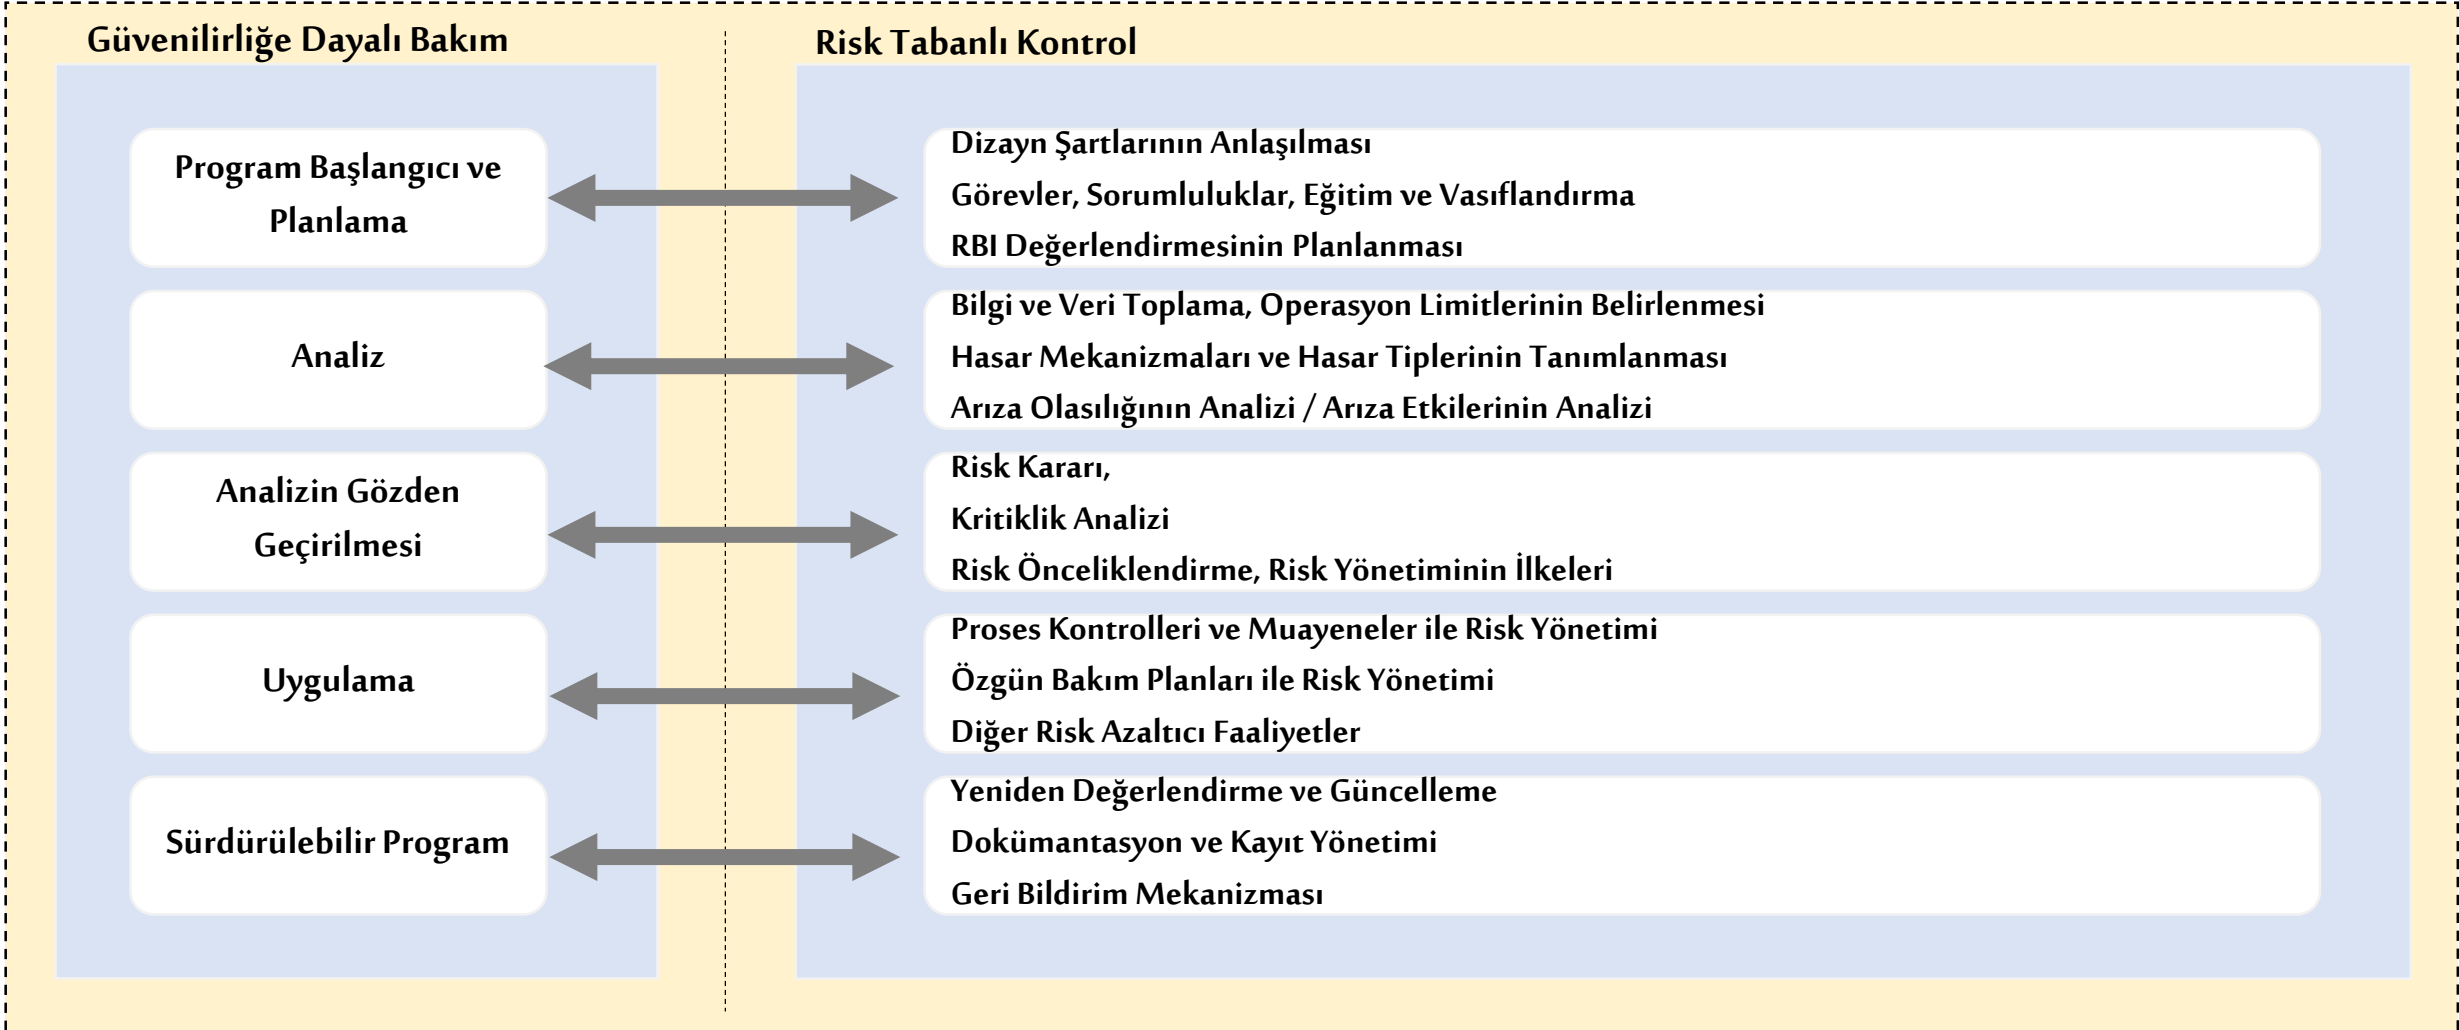 Güvenilirliğe Dayalı Bakım
Risk Tabanlı Kontrol
Program Başlangıcı ve
Planlama
Dizayn Şartlarının Anlaşılması
Görevler, Sorumluluklar, Eğitim ve Vasıflandırma
RBI Değerlendirmesinin Planlanması
Analiz
Bilgi ve Veri Toplama, Operasyon Limitlerinin Belirlenmesi
Hasar Mekanizmaları ve Hasar Tiplerinin Tanımlanması
Arıza Olasılığının Analizi / Arıza Etkilerinin Analizi
Analizin Gözden
Geçirilmesi
Risk Kararı,
Kritiklik Analizi
Risk Önceliklendirme, Risk Yönetiminin İlkeleri
Uygulama
Proses Kontrolleri ve Muayeneler ile Risk Yönetimi
Özgün Bakım Planları ile Risk Yönetimi
Diğer Risk Azaltıcı Faaliyetler
Sürdürülebilir Program
Yeniden Değerlendirme ve Güncelleme
Dokümantasyon ve Kayıt Yönetimi
Geri Bildirim Mekanizması